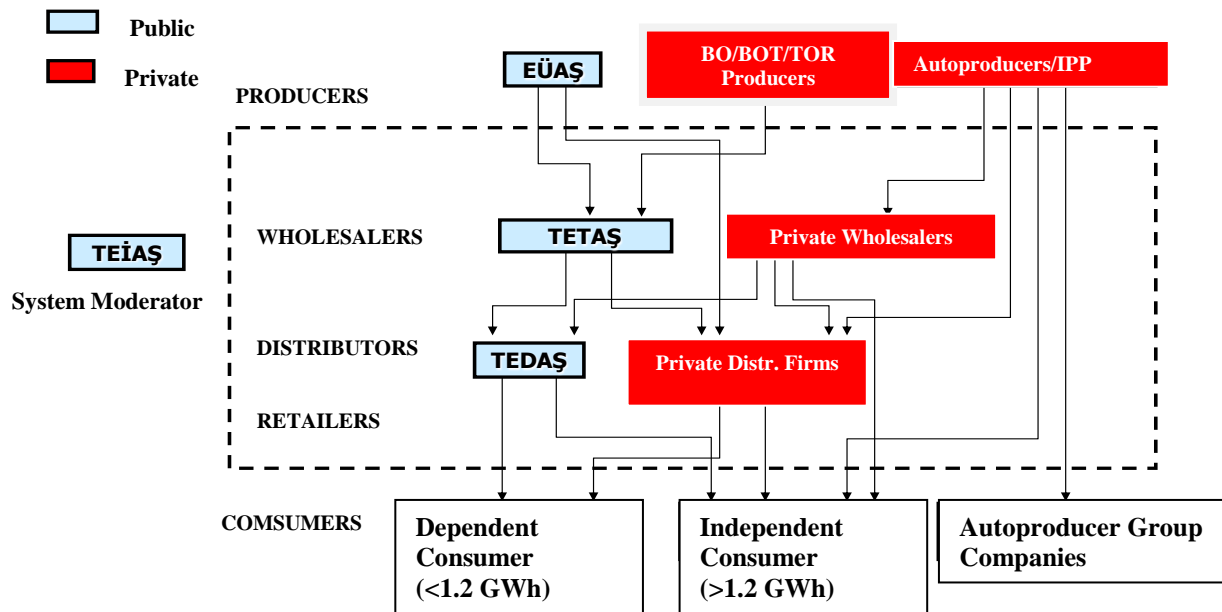 Public
Private
PRODUCERS
EÜAŞ
BO/BOT/TOR
Producers
Autoproducers/IPP
WHOLESALERS
TETAŞ
Private Wholesalers
TEİAŞ
System Moderator
DISTRIBUTORS
TEDAŞ
Private Distr. Firms
RETAILERS
COMSUMERS
Dependent
Consumer
(<1.2 GWh)
Independent
Consumer
(>1.2 GWh)
Autoproducer Group
Companies